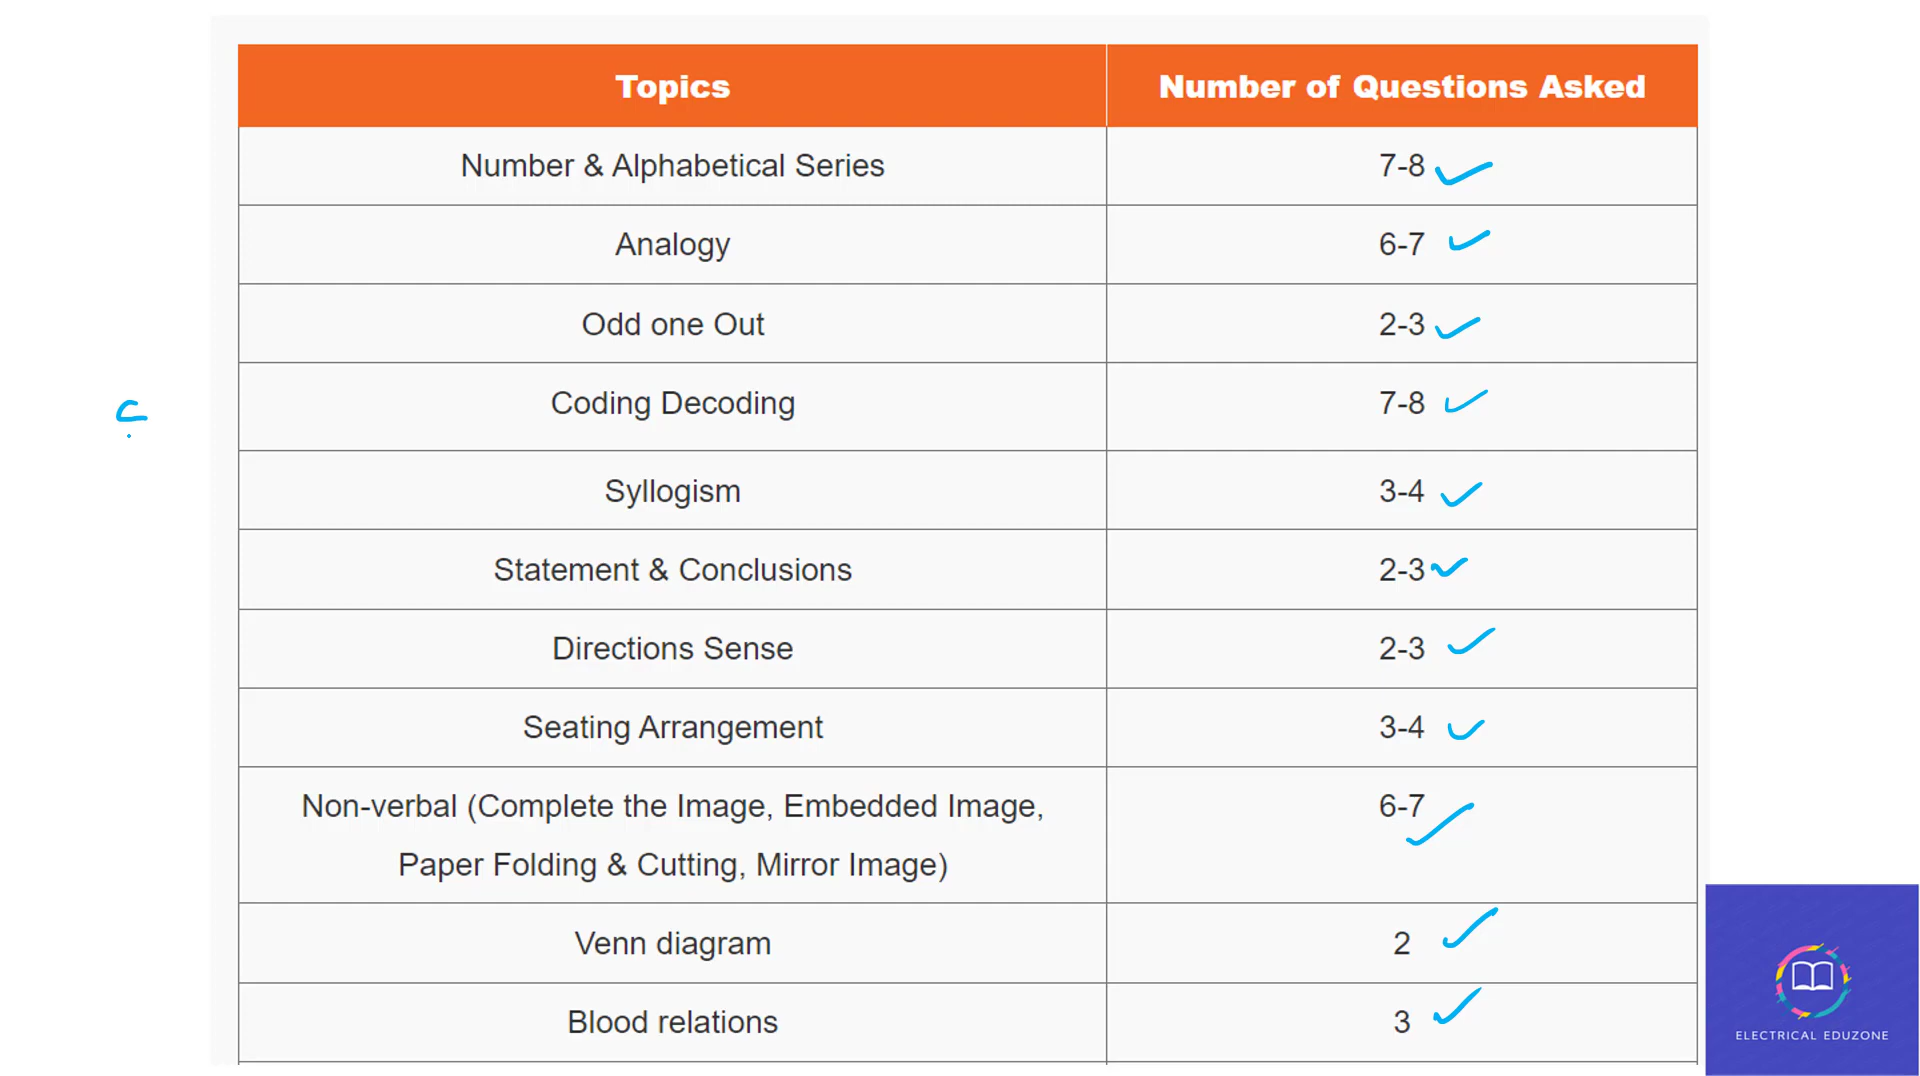 Topics Number of Questions Asked
Number & Alphabetical Series 7-8
Analogy 6-7
Odd one Out 2-3
Coding Decoding 7-8
Syllogism 3-4
Statement & Conclusions 2-3
Directions Sense 2-3
Seating Arrangement 3-4
Non-verbal (Complete the Image, Embedded Image, 6-7
Paper Folding & Cutting, Mirror Image)
Venn diagram 2
Blood relations 3
ELECTRICAL EDUZONE